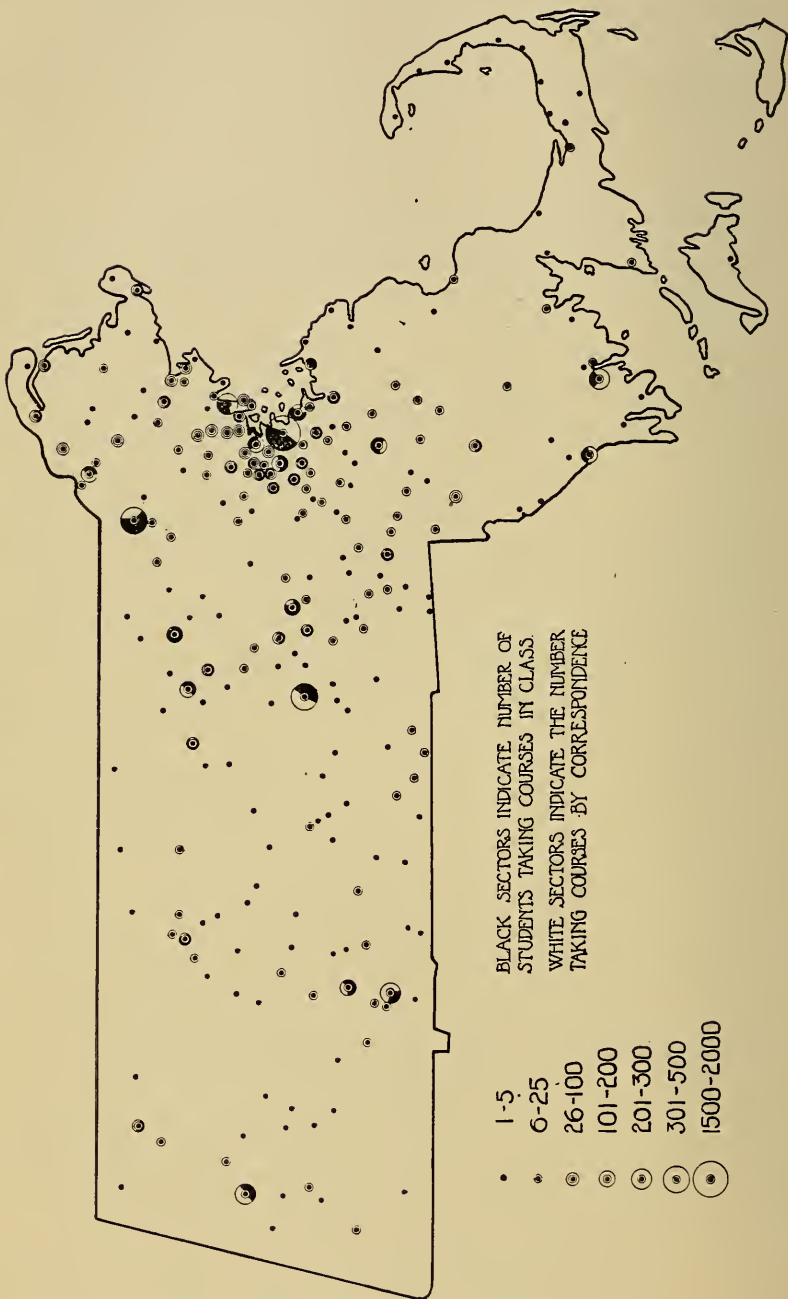 BLACK SECTORS INDICATE NUMBER OF
STUDENTS TAKING COURSES IN CLASS.
WHITE SECTORS INDICATE THE NUMBER
TAKING COURSES BY CORRESPONDENCE
1-5
6-25
26-100
101-200
201-300
301-500
1500-2000